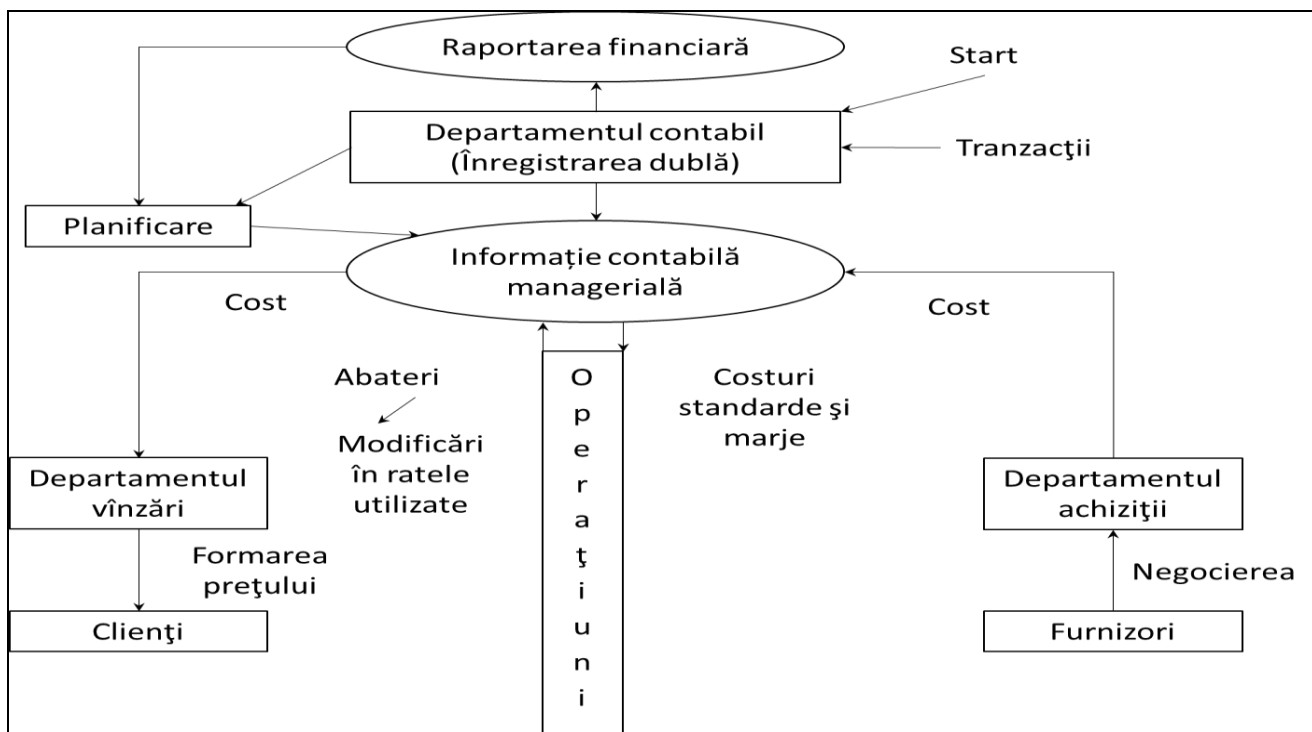 Raportarea financiară
Start
Departamentul contabil
(Înregistrarea dublă)
Tranzacţii
Planificare
Informație contabilă
managerială
Cost
Cost
Abateri
Modificări
în ratele
utilizate
O
p
e
r
a
ţ
i
u
n
i
Costuri
standarde şi
marje
Departamentul
vînzări
Departamentul
achiziţii
Formarea
preţului
Negocierea
Clienţi
Furnizori